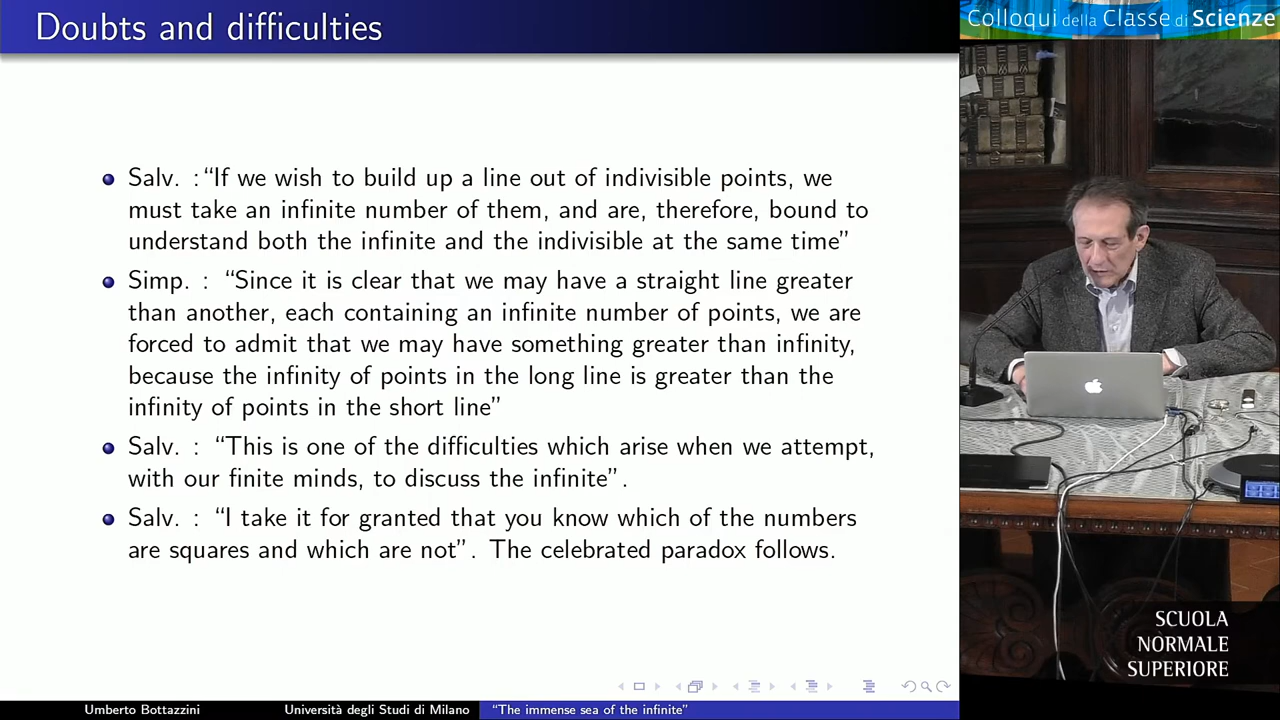 Doubts and difficulties
Colloqui della Classe di Scienze
Salv. :“If we wish to build up a line out of indivisible points, we
must take an infinite number of them, and are, therefore, bound to
understand both the infinite and the indivisible at the same time”
Simp. : “Since it is clear that we may have a straight line greater
than another, each containing an infinite number of points, we are
forced to admit that we may have something greater than infinity,
because the infinity of points in the long line is greater than the
infinity of points in the short line”
Salv. : “This is one of the difficulties which arise when we attempt,
with our finite minds, to discuss the infinite”.
Salv. : “I take it for granted that you know which of the numbers
are squares and which are not”. The celebrated paradox follows.
SCUOLA
NORMALE
SUPERIORE
Umberto Bottazzini
Università degli Studi di Milano
“The immense sea of the infinite”